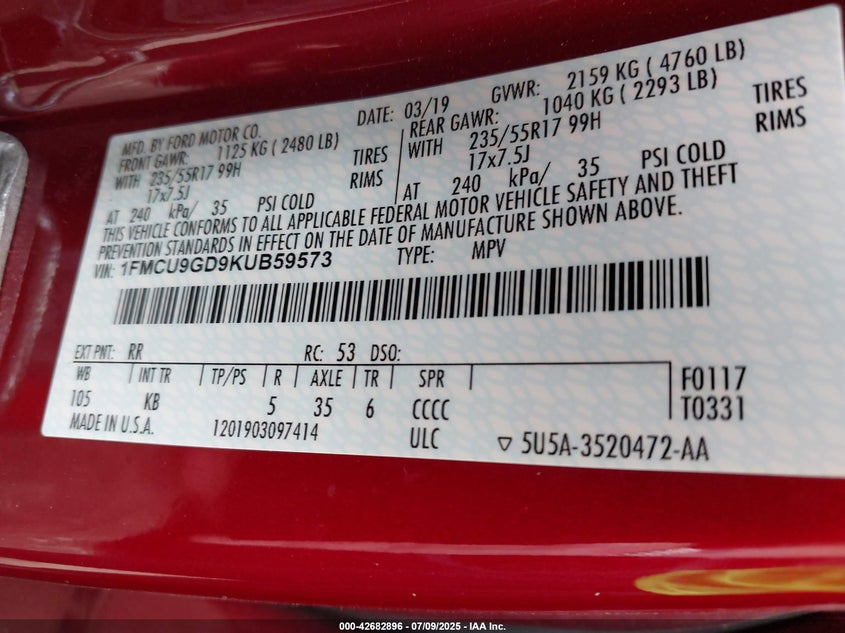 MFD. BY FORD MOTOR CO.
DATE: 03/19 GVWR: 2159 KG ( 4760 LB)
FRONT GAWR: 1125 KG ( 2480 LB)
REAR GAWR: 1040 KG ( 2293 LB)
WITH 235/55R17 99H TIRES
WITH 235/55R17 99H TIRES
17x7.5J RIMS
17x7.5J RIMS
AT 240 kPa/ 35 PSI COLD
AT 240 kPa/ 35 PSI COLD
THIS VEHICLE CONFORMS TO ALL APPLICABLE FEDERAL MOTOR VEHICLE SAFETY AND THEFT
PREVENTION STANDARDS IN EFFECT ON THE DATE OF MANUFACTURE SHOWN ABOVE.
VIN: 1FMCU9GD9KUB59573 TYPE: MPV
EXT PNT: RR RC: 53 DSO:
WB INT TR TP/PS R AXLE TR SPR F0117
105 KB 5 35 6 CCCC T0331
MADE IN U.S.A. 1201903097414 ULC ▽ 5U5A-3520472-AA
000-42682896 - 07/09/2025 - IAA Inc.